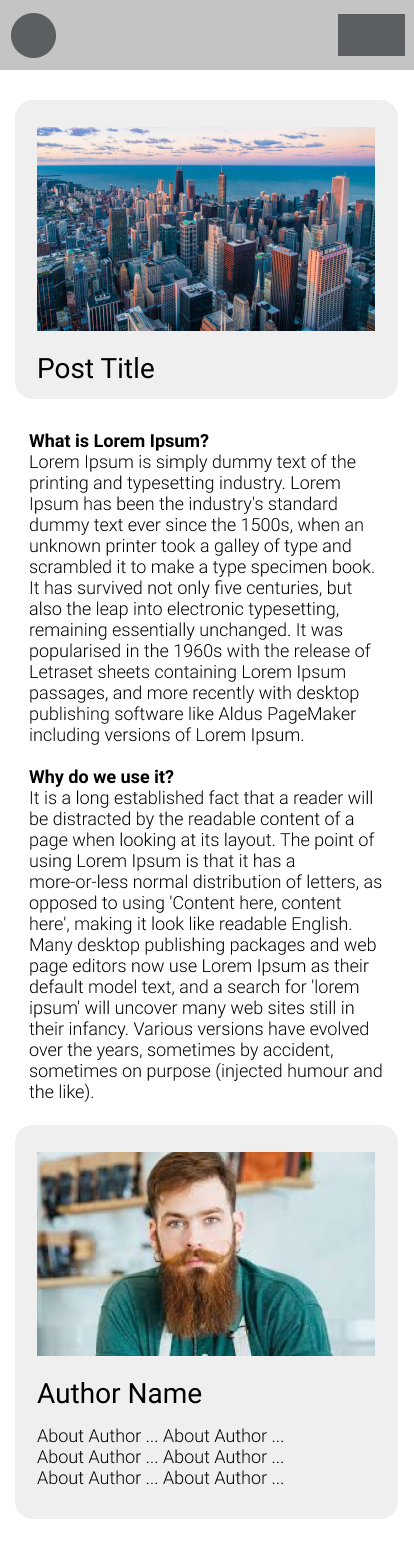 Post Title
What is Lorem Ipsum?
Lorem Ipsum is simply dummy text of the
printing and typesetting industry. Lorem
Ipsum has been the industry's standard
dummy text ever since the 1500s, when an
unknown printer took a galley of type and
scrambled it to make a type specimen book.
It has survived not only five centuries, but
also the leap into electronic typesetting,
remaining essentially unchanged. It was
popularised in the 1960s with the release of
Letraset sheets containing Lorem Ipsum
passages, and more recently with desktop
publishing software like Aldus PageMaker
including versions of Lorem Ipsum.
Why do we use it?
It is a long established fact that a reader will
be distracted by the readable content of a
page when looking at its layout. The point of
using Lorem Ipsum is that it has a
more-or-less normal distribution of letters, as
opposed to using 'Content here, content
here', making it look like readable English.
Many desktop publishing packages and web
page editors now use Lorem Ipsum as their
default model text, and a search for 'lorem
ipsum' will uncover many web sites still in
their infancy. Various versions have evolved
over the years, sometimes by accident,
sometimes on purpose (injected humour and
the like).
Author Name
About Author ... About Author ...
About Author ... About Author ...
About Author ... About Author ...